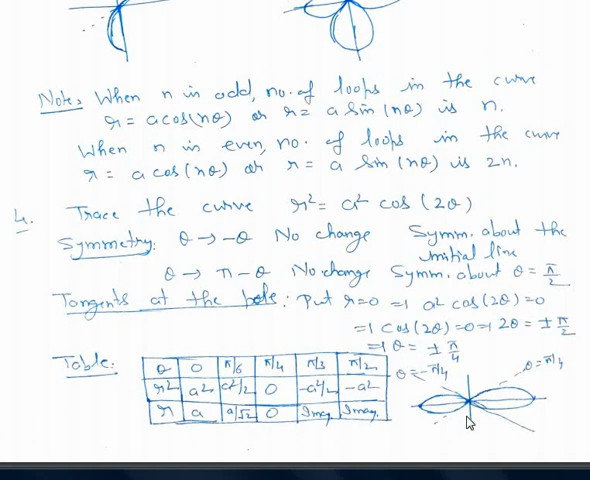 Note: When n is odd, no. of loops in the curve
r = a cos(nθ) or r = a sin (nθ) is n.
When n is even, no. of loops in the curve
r = a cos (nθ) or r = a sin (nθ) is 2n.
4. Trace the curve r² = a² cos (2θ)
Symmetry: θ → -θ No change Symm. about the initial line
θ → π - θ No change Symm. about θ = π/2
Tangents at the pole: Put r=0 ⇒ a² cos(2θ) = 0
⇒ cos(2θ) = 0 ⇒ 2θ = ± π/2
⇒ θ = ± π/4
Table:
θ 0 π/6 π/4 π/3 π/2
r² a² a²/2 0 -a²/2 -a²
r a a/√2 0 Imag. Imag.
θ = -π/4
θ = π/4